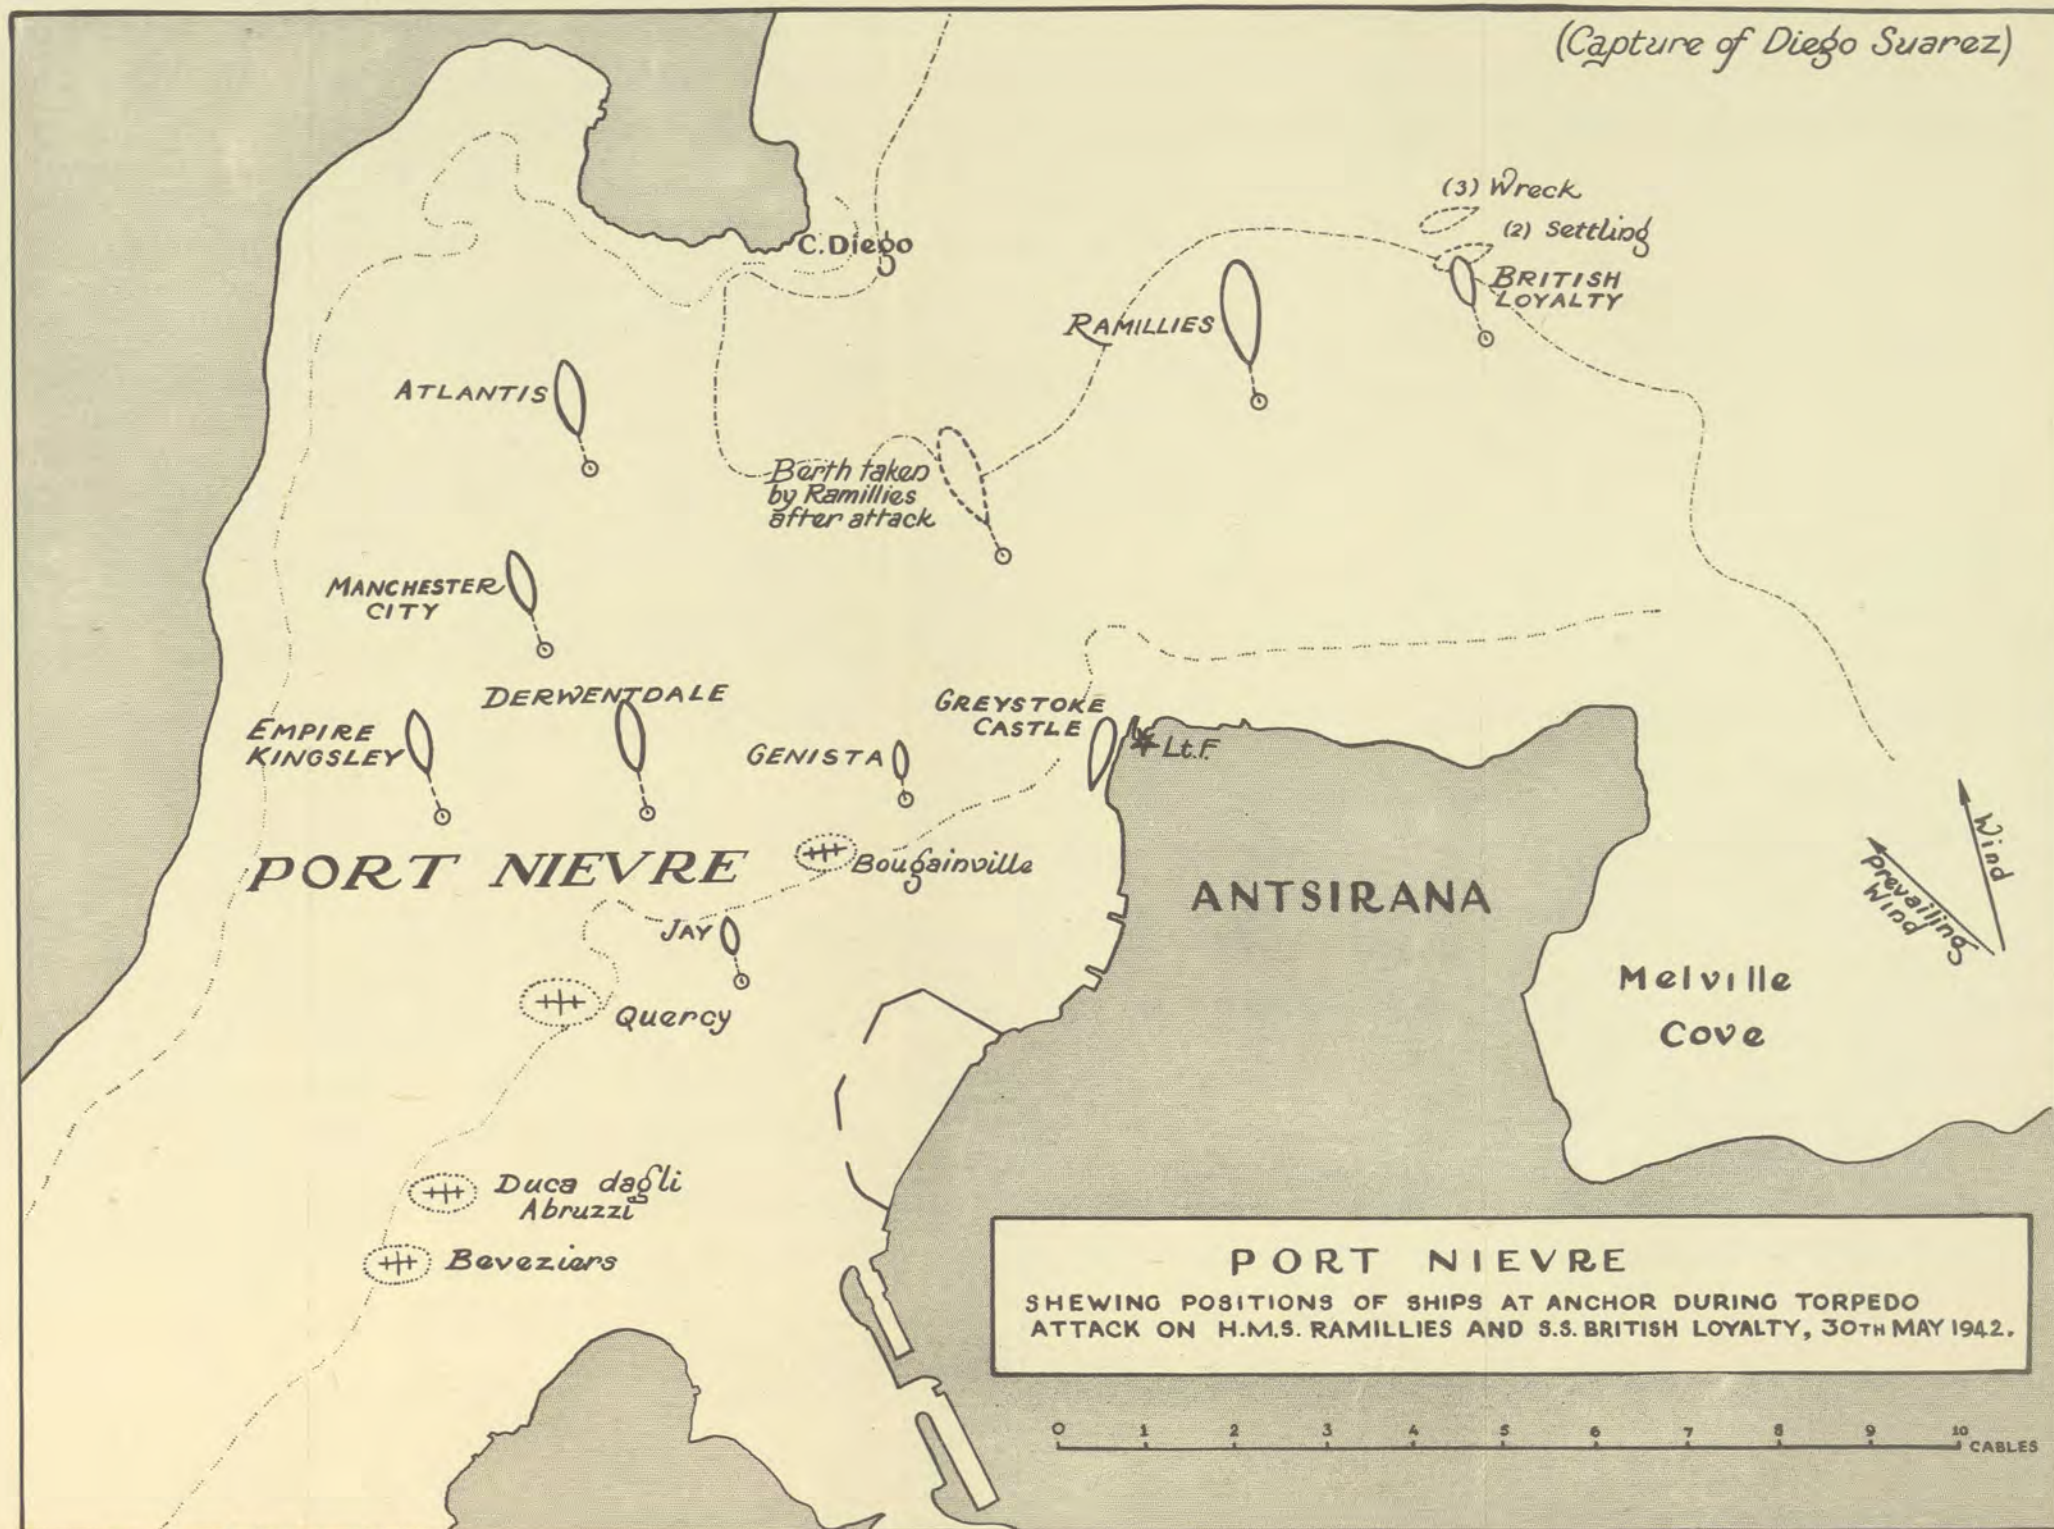 (Capture of Diego Suarez)
(3) Wreck
(2) Settling
C. Diego
BRITISH
LOYALTY
RAMILLIES
ATLANTIS
Berth taken
by Ramillies
after attack
MANCHESTER
CITY
DERWENTDALE
GREYSTOKE
CASTLE
EMPIRE
KINGSLEY
GENISTA
Lt.F.
Wind
Prevailing
Wind
PORT NIEVRE
Bougainville
ANTSIRANA
JAY
Melville
Cove
Quercy
Duca dagli
Abruzzi
Beveziers
PORT NIEVRE
SHEWING POSITIONS OF SHIPS AT ANCHOR DURING TORPEDO
ATTACK ON H.M.S. RAMILLIES AND S.S. BRITISH LOYALTY, 30TH MAY 1942.
0 1 2 3 4 5 6 7 8 9 10 CABLES